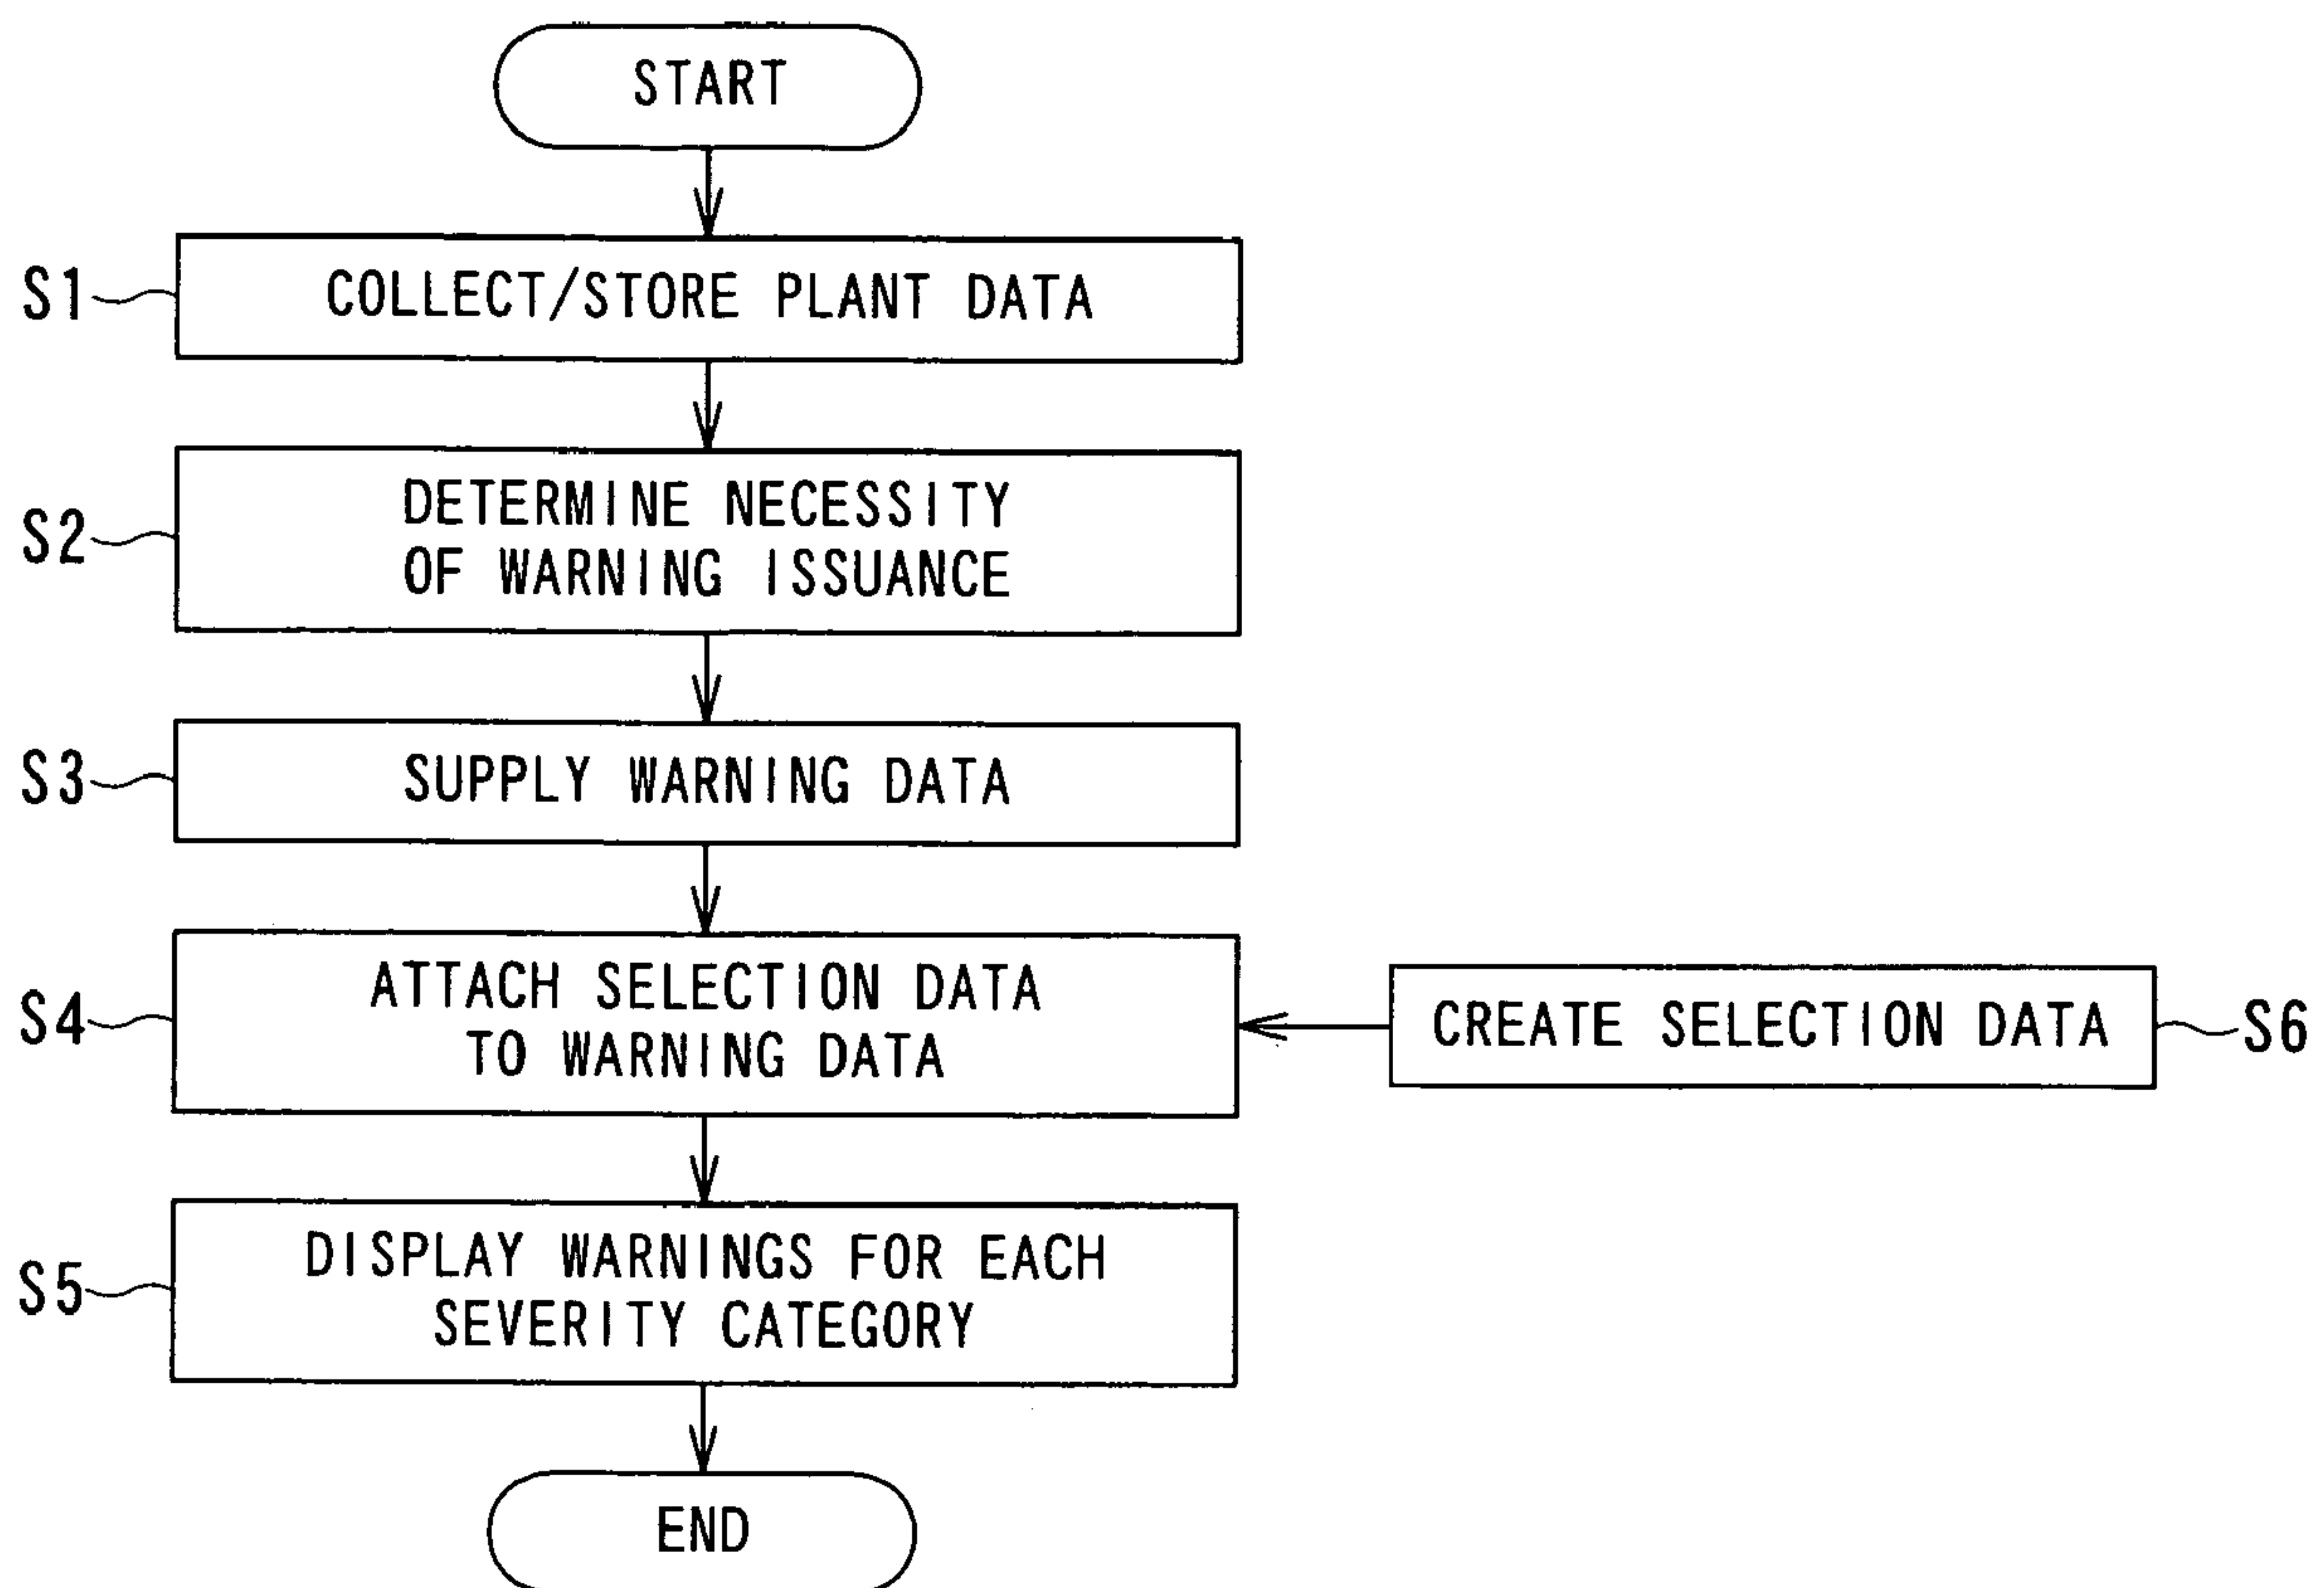 START
S1
COLLECT/STORE PLANT DATA
S2
DETERMINE NECESSITY
OF WARNING ISSUANCE
S3
SUPPLY WARNING DATA
S4
ATTACH SELECTION DATA
TO WARNING DATA
CREATE SELECTION DATA
S6
S5
DISPLAY WARNINGS FOR EACH
SEVERITY CATEGORY
END